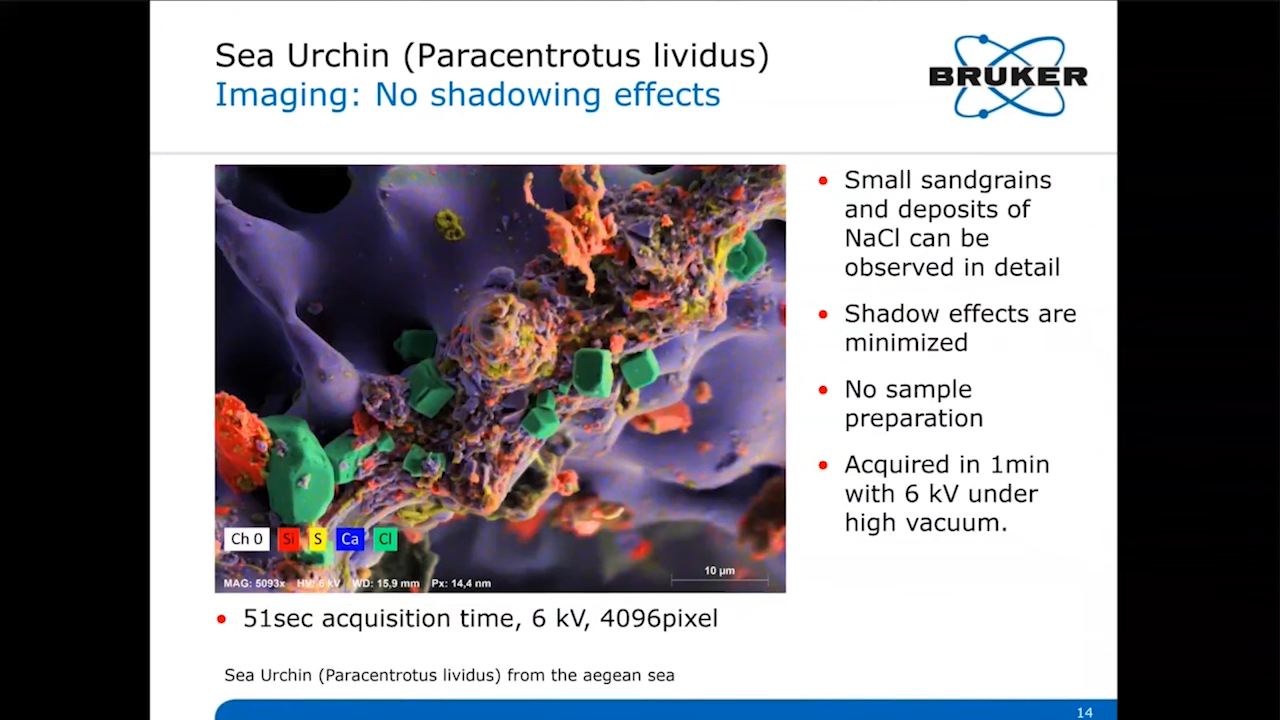 Sea Urchin (Paracentrotus lividus)
Imaging: No shadowing effects
BRUKER
• Small sandgrains
and deposits of
NaCl can be
observed in detail
• Shadow effects are
minimized
• No sample
preparation
• Acquired in 1min
with 6 kV under
high vacuum.
Ch 0 Si S Ca Cl
MAG: 5093x HV: 6 kV WD: 15,9 mm Px: 14,4 nm
10 µm
• 51sec acquisition time, 6 kV, 4096pixel
Sea Urchin (Paracentrotus lividus) from the aegean sea
14